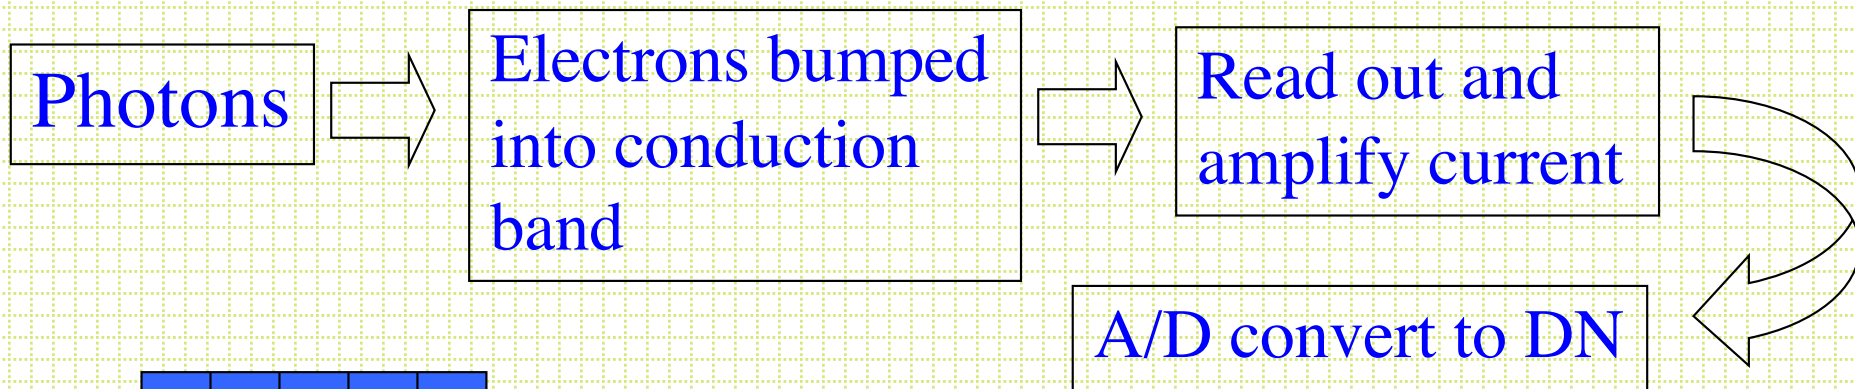 Photons
Electrons bumped
into conduction
band
Read out and
amplify current
A/D convert to DN